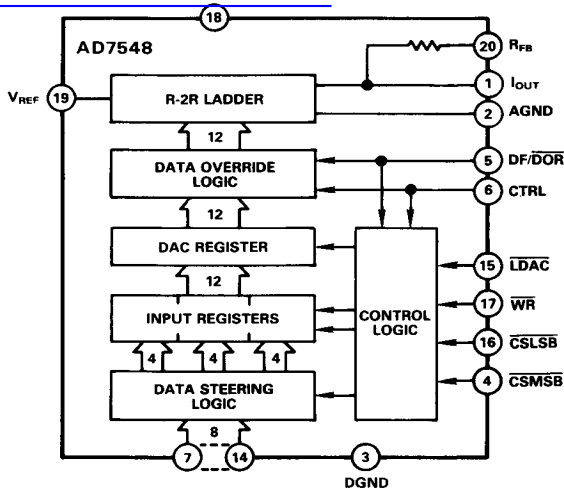 18
AD7548
20 RFB
VREF 19
R-2R LADDER
1 IOUT
2 AGND
12
DATA OVERRIDE
LOGIC
5 DF/DOR
6 CTRL
12
DAC REGISTER
15 LDAC
12
INPUT REGISTERS
CONTROL
LOGIC
17 WR
16 CSLSB
4 4 4
DATA STEERING
LOGIC
4 CSMSB
8
7 14
3
DGND